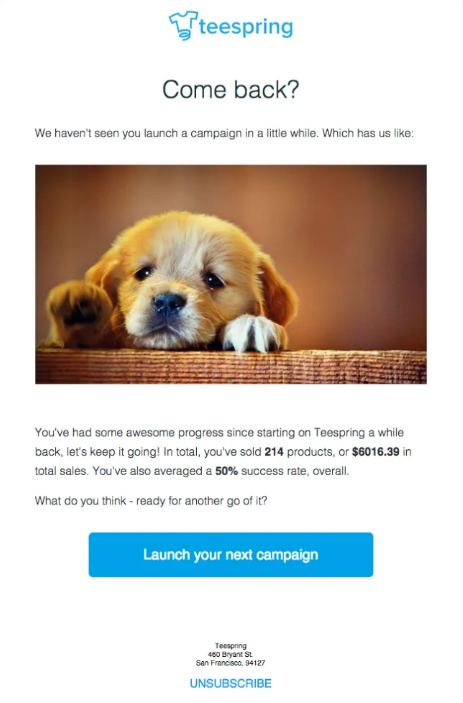 teespring
Come back?
We haven't seen you launch a campaign in a little while. Which has us like:
You've had some awesome progress since starting on Teespring a while
back, let's keep it going! In total, you've sold 214 products, or $6016.39 in
total sales. You've also averaged a 50% success rate, overall.
What do you think - ready for another go of it?
Launch your next campaign
Teespring
460 Bryant St.
San Francisco, 94127
UNSUBSCRIBE